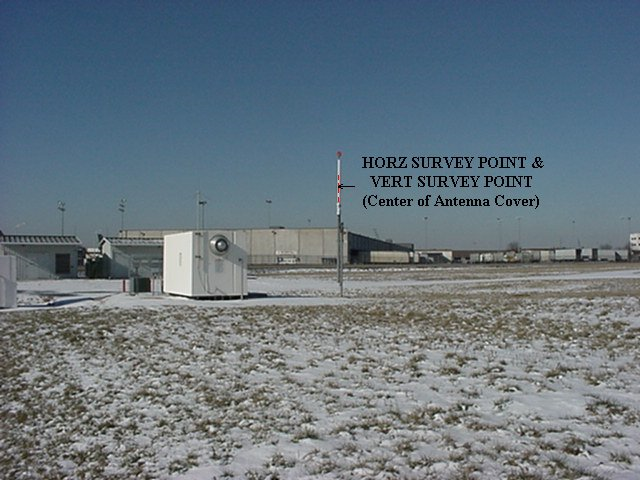 HORZ SURVEY POINT &
VERT SURVEY POINT
(Center of Antenna Cover)